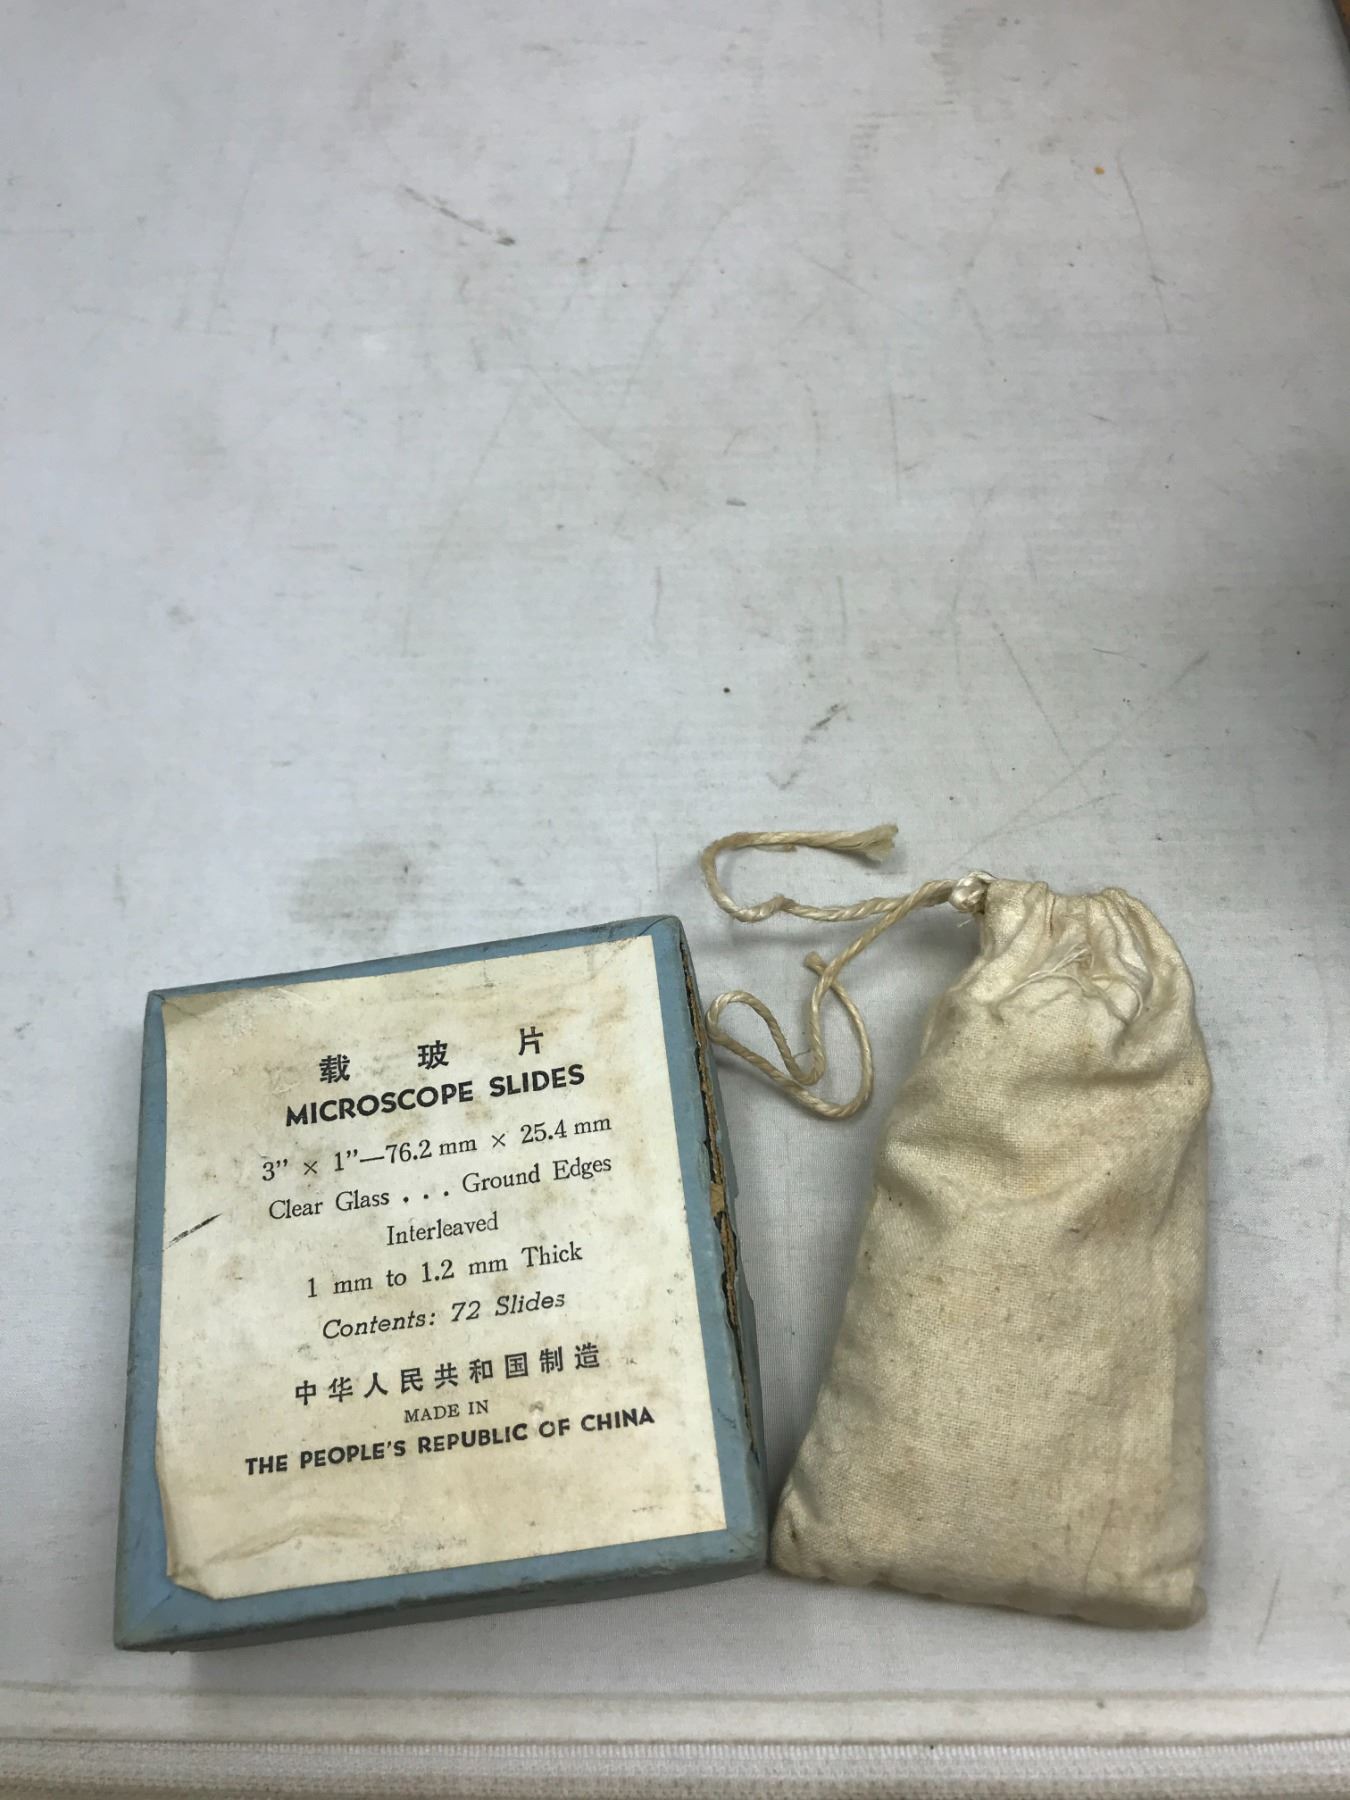 载玻片
MICROSCOPE SLIDES
3” × 1”—76.2 mm × 25.4 mm
Clear Glass . . . Ground Edges
Interleaved
1 mm to 1.2 mm Thick
Contents: 72 Slides
中华人民共和国制造
MADE IN
THE PEOPLE'S REPUBLIC OF CHINA